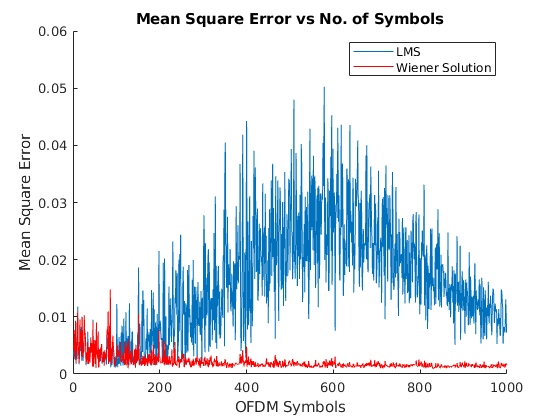 Mean Square Error vs No. of Symbols
0.06
0.05
0.04
0.03
0.02
0.01
0
Mean Square Error
LMS
Wiener Solution
0 200 400 600 800 1000
OFDM Symbols